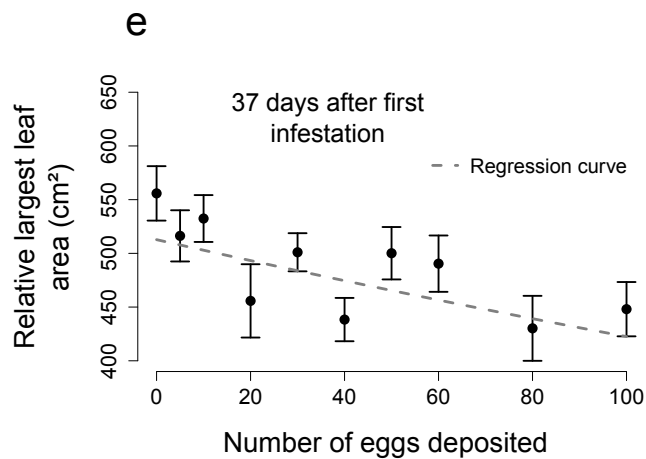 e
37 days after first
infestation
Regression curve
Relative largest leaf
area (cm²)
650
600
550
500
450
400
0
20
40
60
80
100
Number of eggs deposited